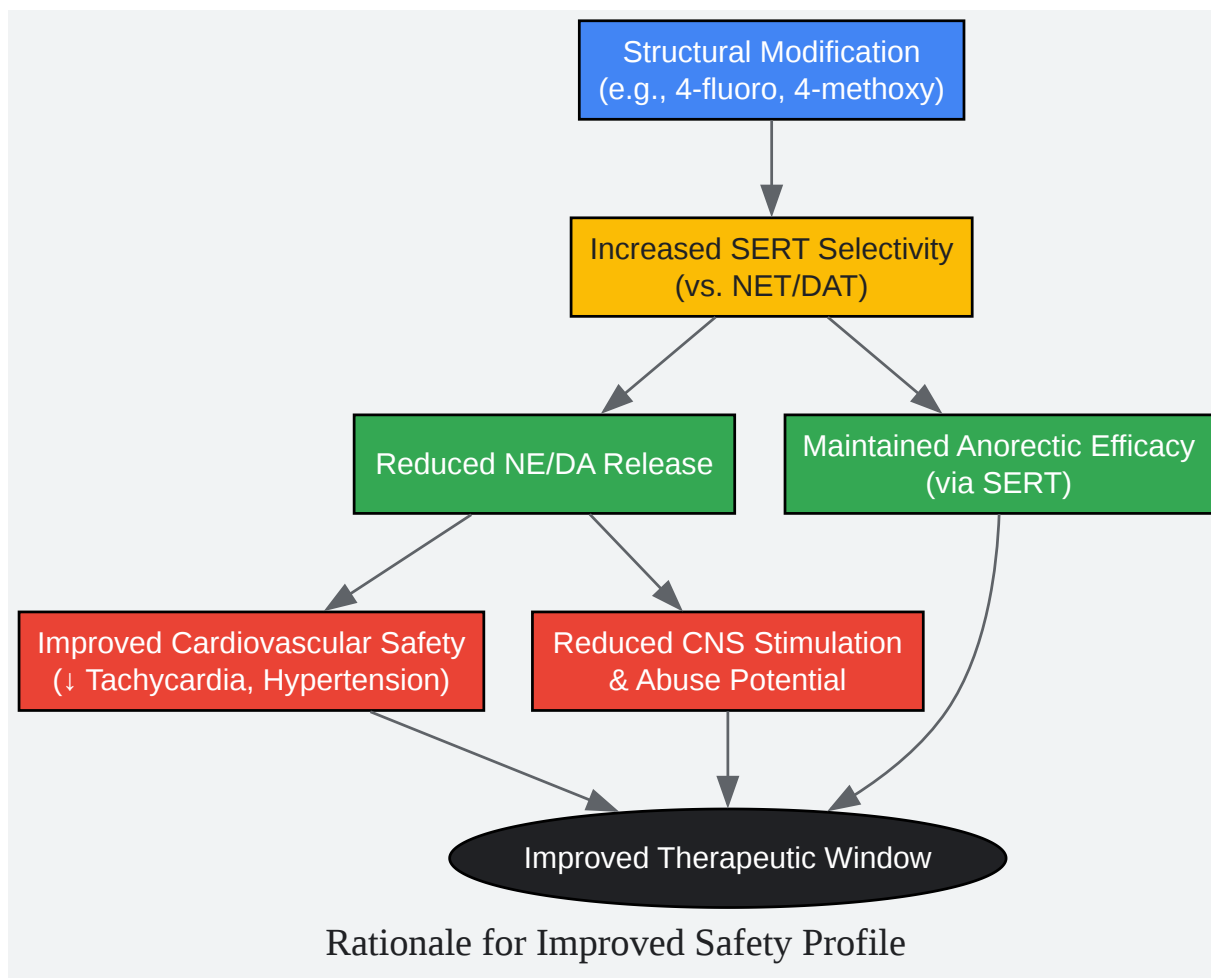 Structural Modification
(e.g., 4-fluoro, 4-methoxy)
Increased SERT Selectivity
(vs. NET/DAT)
Reduced NE/DA Release
Maintained Anorectic Efficacy
(via SERT)
Improved Cardiovascular Safety
(↓ Tachycardia, Hypertension)
Reduced CNS Stimulation
& Abuse Potential
Improved Therapeutic Window
Rationale for Improved Safety Profile